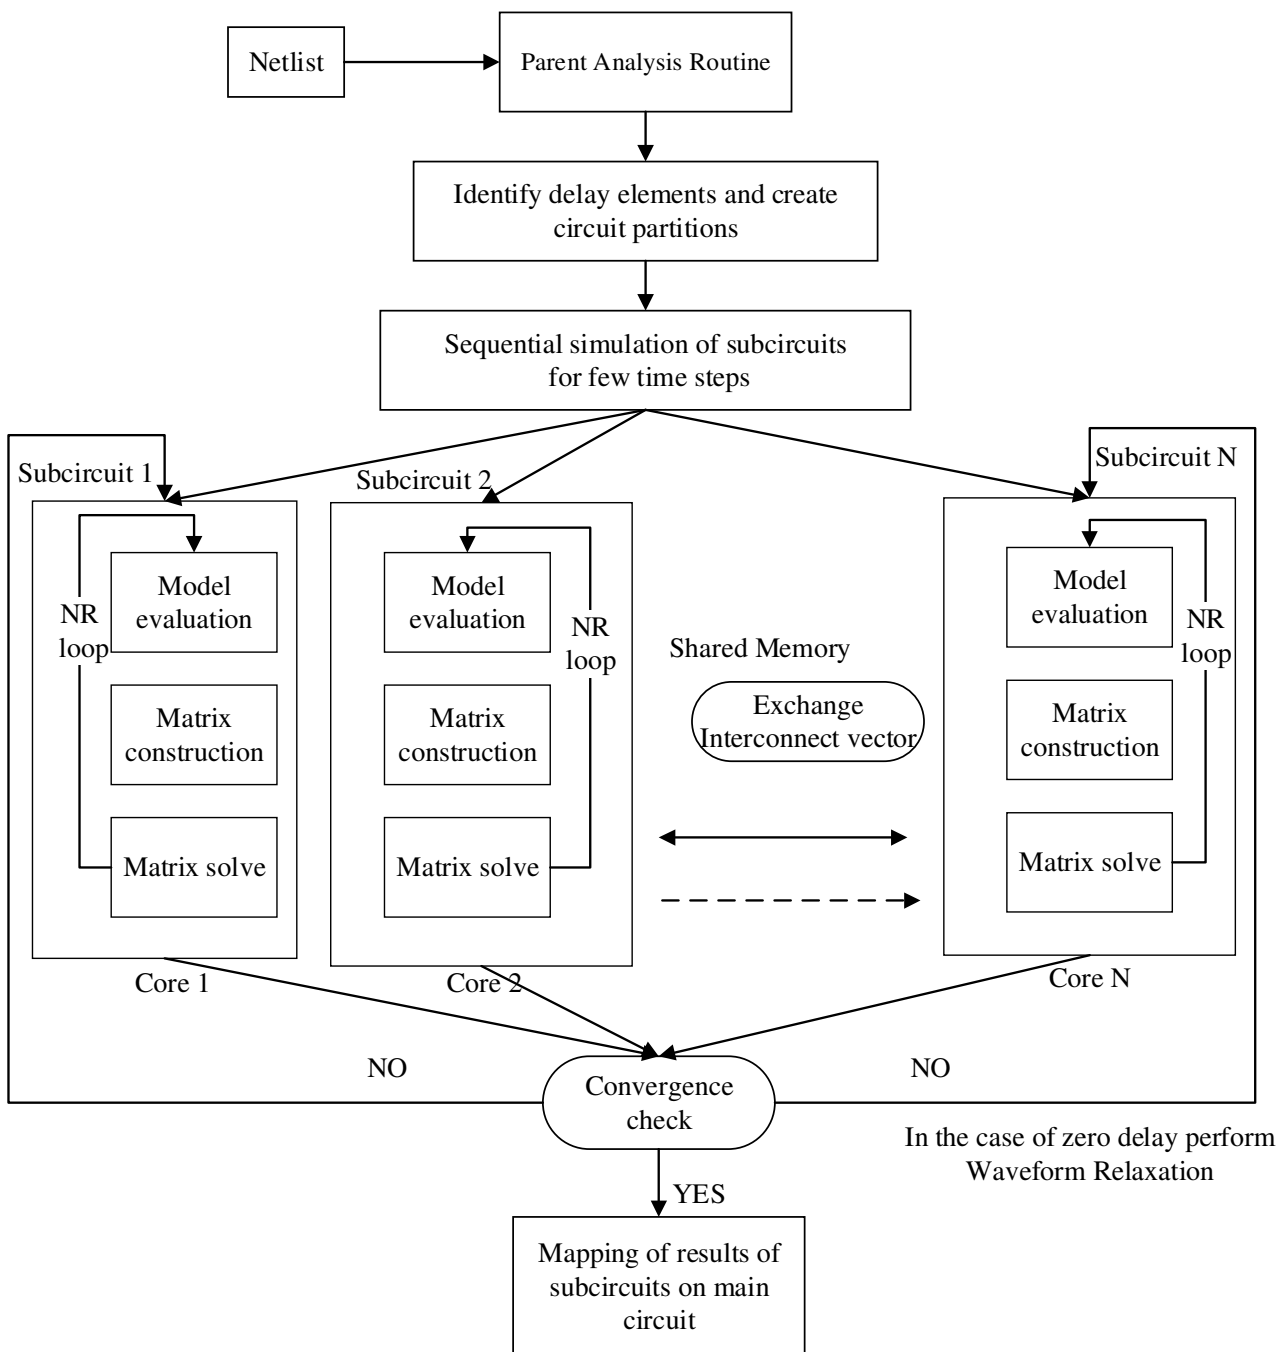 Netlist
Parent Analysis Routine
Identify delay elements and create
circuit partitions
Sequential simulation of subcircuits
for few time steps
Subcircuit 1
Subcircuit 2
Subcircuit N
NR
loop
Model
evaluation
Matrix
construction
Matrix solve
Core 1
Model
evaluation
NR
loop
Matrix
construction
Matrix solve
Core 2
Shared Memory
Exchange
Interconnect vector
Model
evaluation
NR
loop
Matrix
construction
Matrix solve
Core N
NO
Convergence
check
NO
In the case of zero delay perform
Waveform Relaxation
YES
Mapping of results of
subcircuits on main
circuit